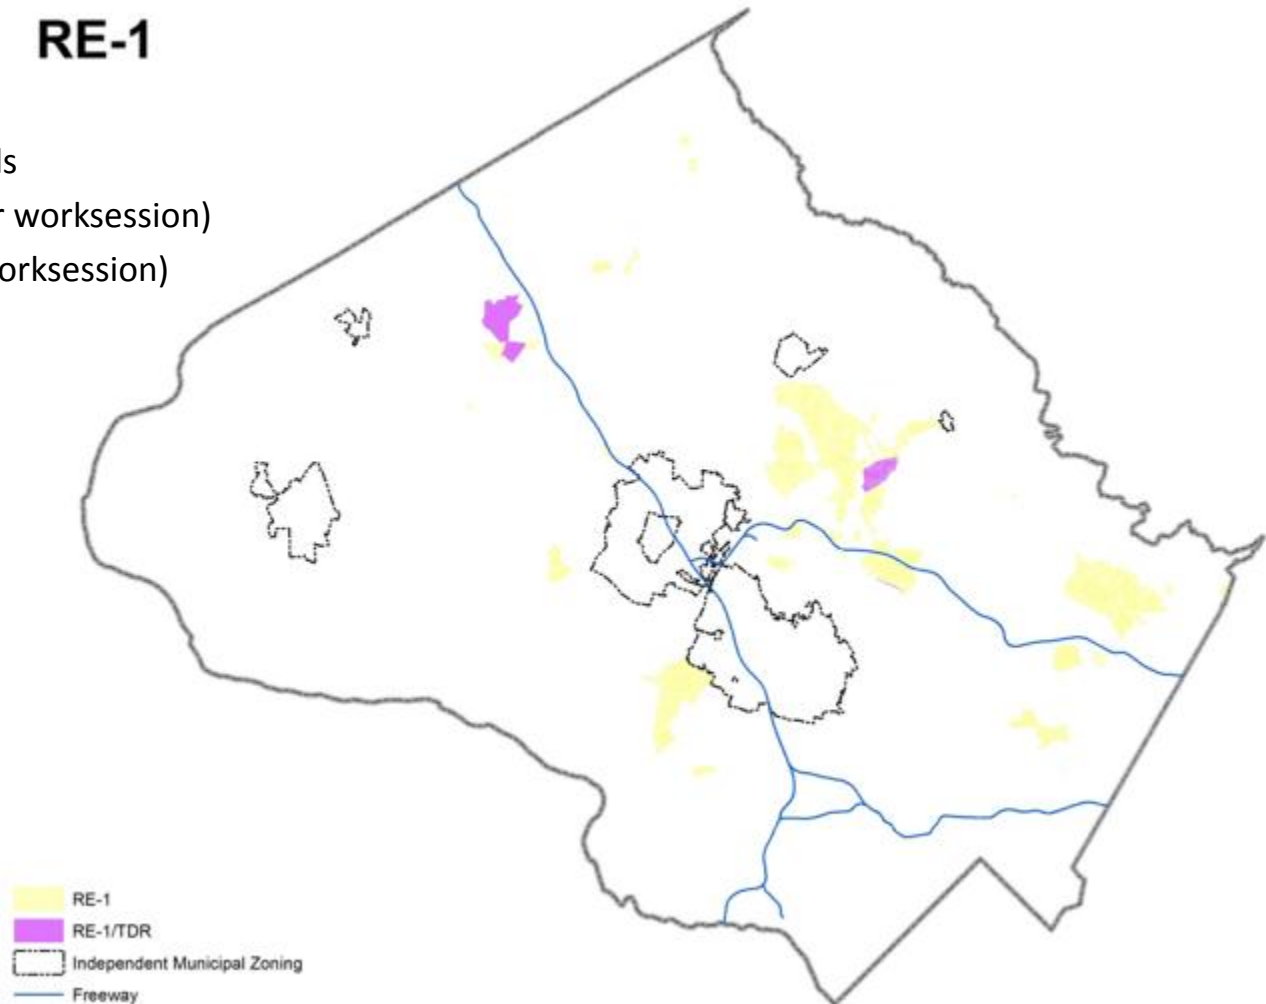 RE-1
ls
r worksession)
orksession)
RE-1
RE-1/TDR
Independent Municipal Zoning
Freeway